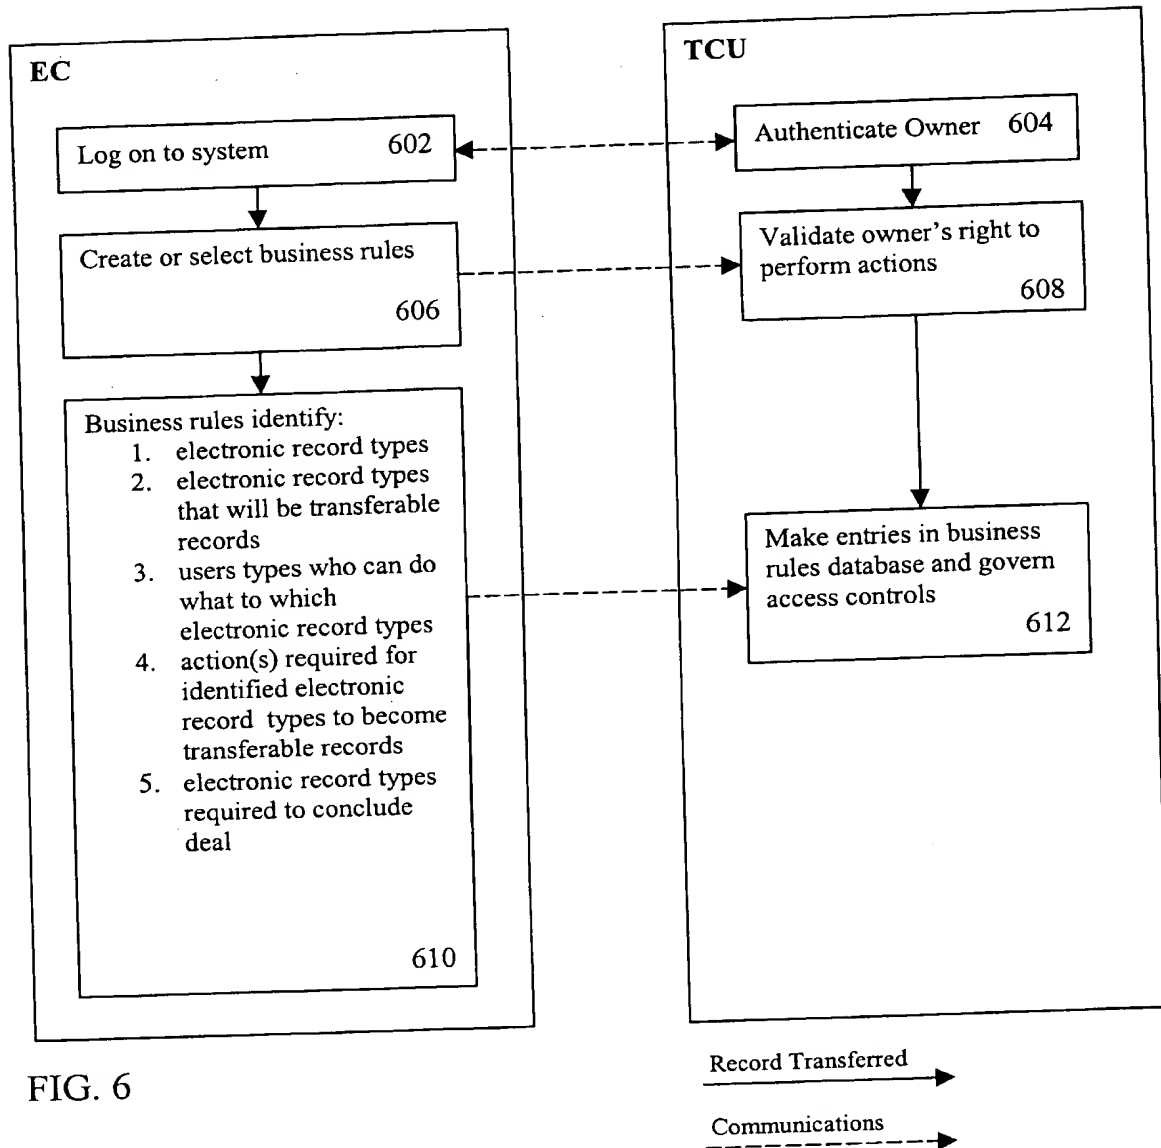 EC
Log on to system 602
Create or select business rules
606
Business rules identify:
1. electronic record types
2. electronic record types
that will be transferable
records
3. users types who can do
what to which
electronic record types
4. action(s) required for
identified electronic
record types to become
transferable records
5. electronic record types
required to conclude
deal
610
TCU
Authenticate Owner 604
Validate owner's right to
perform actions
608
Make entries in business
rules database and govern
access controls
612
FIG. 6
Record Transferred
Communications